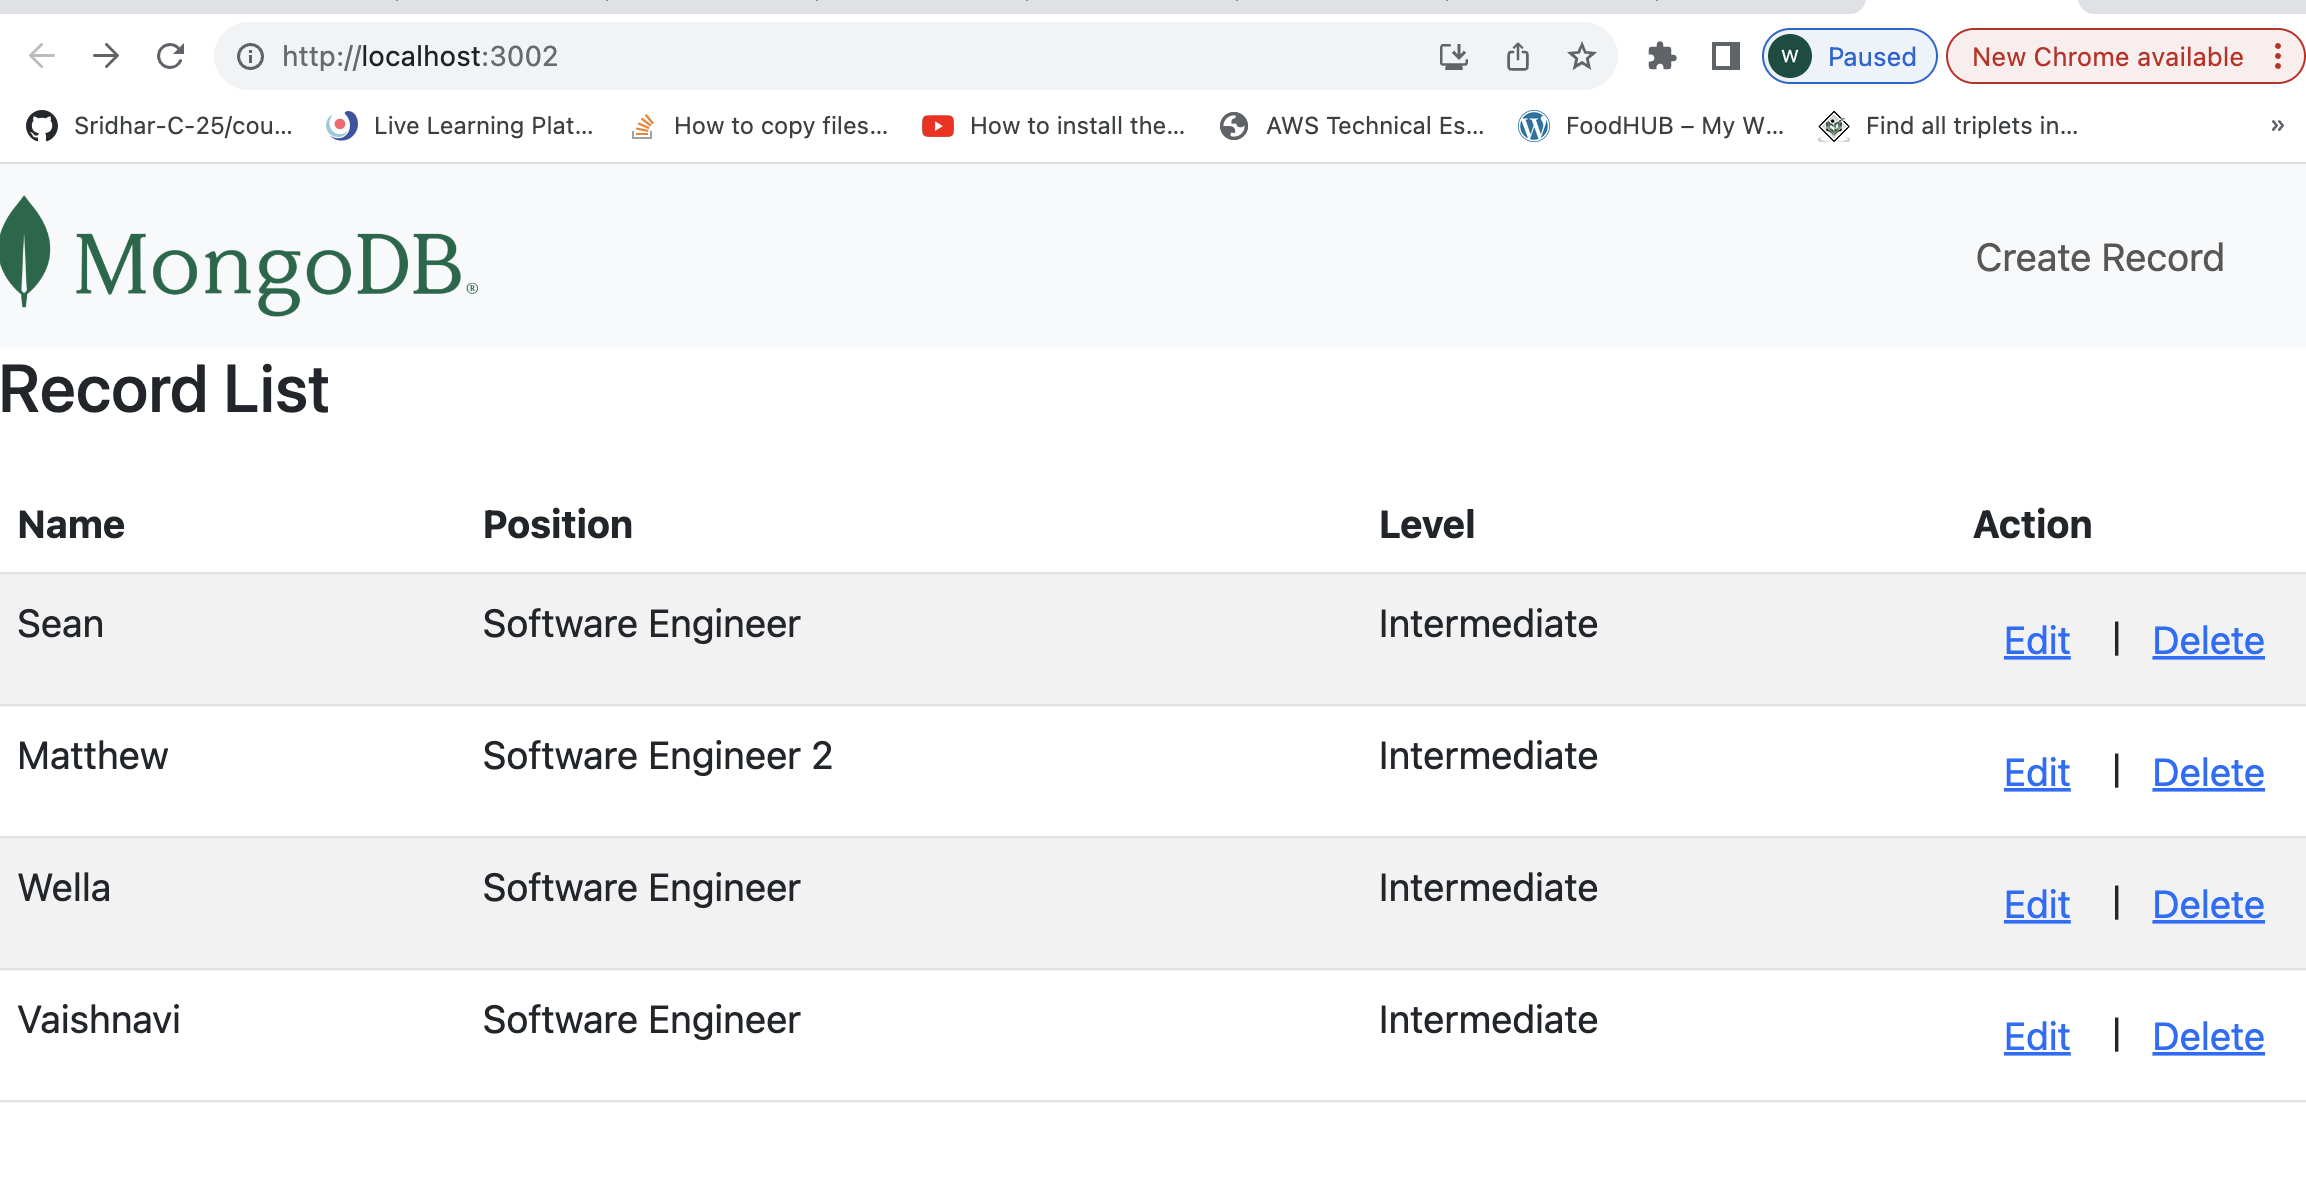 http://localhost:3002
W Paused
New Chrome available
Sridhar-C-25/cou...
Live Learning Plat...
How to copy files...
How to install the...
AWS Technical Es...
FoodHUB – My W...
Find all triplets in...
»
MongoDB®
Create Record
Record List
Name Position Level Action
Sean Software Engineer Intermediate Edit | Delete
Matthew Software Engineer 2 Intermediate Edit | Delete
Wella Software Engineer Intermediate Edit | Delete
Vaishnavi Software Engineer Intermediate Edit | Delete